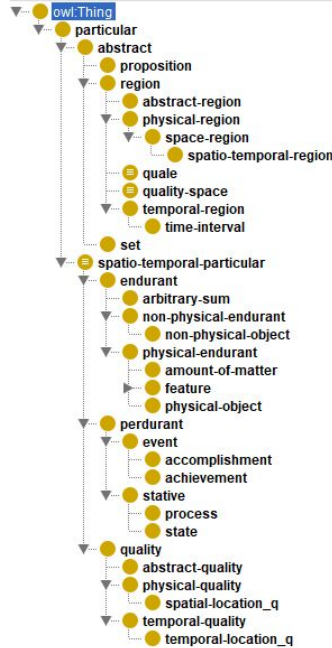 owl:Thing
particular
abstract
proposition
region
abstract-region
physical-region
space-region
spatio-temporal-region
quale
quality-space
temporal-region
time-interval
set
spatio-temporal-particular
endurant
arbitrary-sum
non-physical-endurant
non-physical-object
physical-endurant
amount-of-matter
feature
physical-object
perdurant
event
accomplishment
achievement
stative
process
state
quality
abstract-quality
physical-quality
spatial-location_q
temporal-quality
temporal-location_q